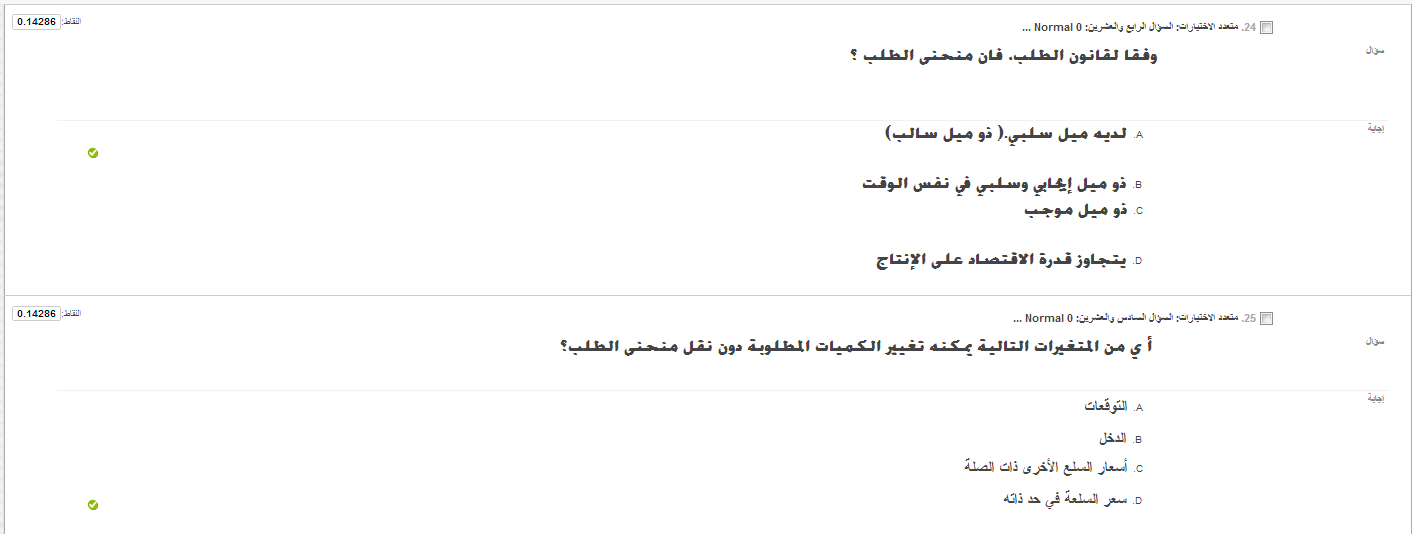 24. متعدد الاختيارات: السؤال الرابع والعشرين: Normal 0 ...
النقاط: 0.14286
سؤال
وفقا لقانون الطلب، فان منحنى الطلب ؟
إجابة
A. لديه ميل سلبي.( ذو ميل سالب)
B. ذو ميل إيجابي وسلبي في نفس الوقت
C. ذو ميل موجب
D. يتجاوز قدرة الاقتصاد على الإنتاج
25. متعدد الاختيارات: السؤال السادس والعشرين: Normal 0 ...
النقاط: 0.14286
سؤال
أ ي من المتغيرات التالية يمكنه تغيير الكميات المطلوبة دون نقل منحنى الطلب؟
إجابة
A. التوقعات
B. الدخل
C. أسعار السلع الأخرى ذات الصلة
D. سعر السلعة في حد ذاته